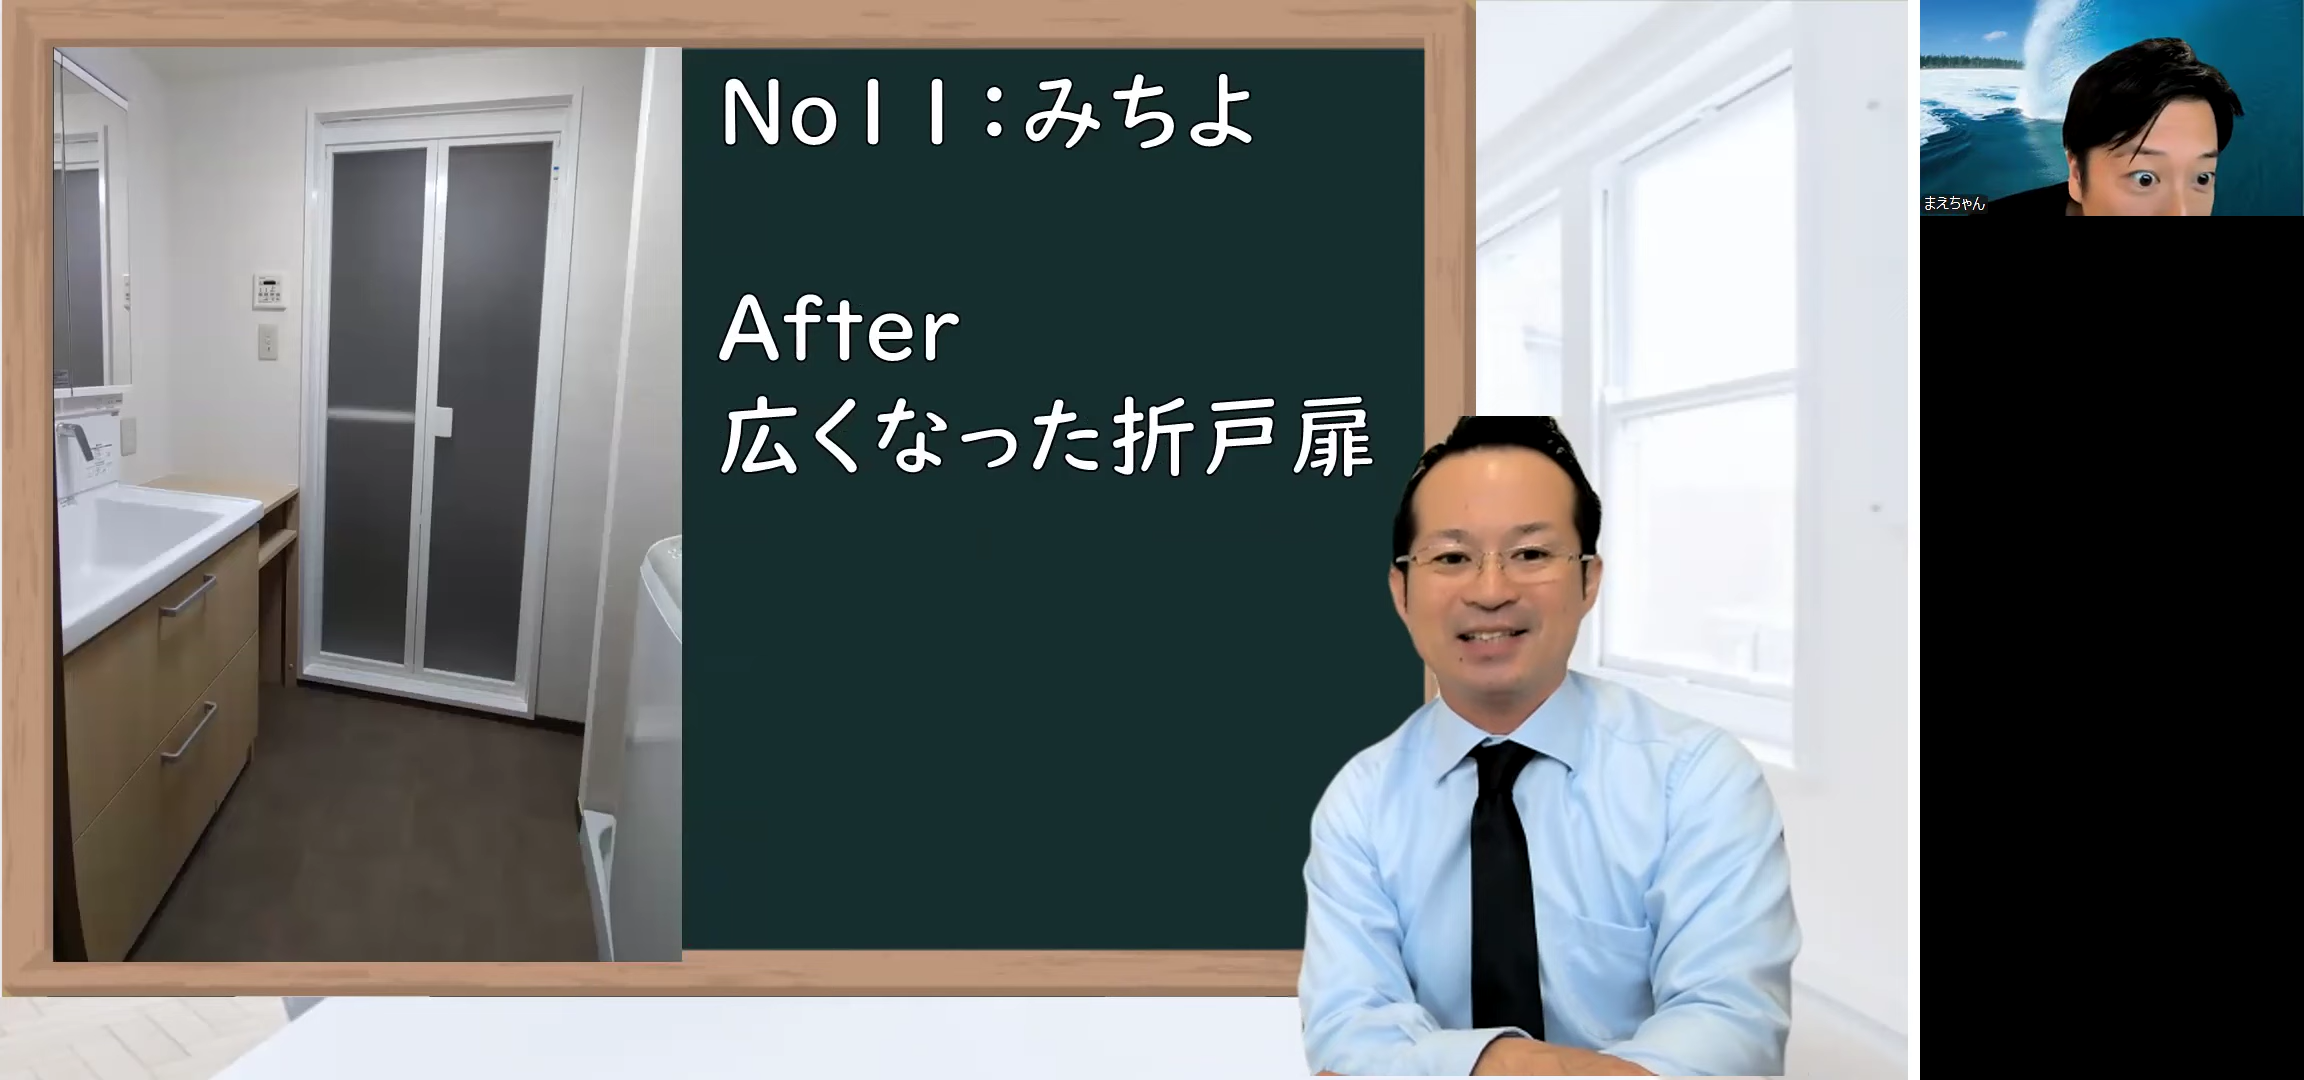 No11：みちよ
After
広くなった折戸扉
まえちゃん